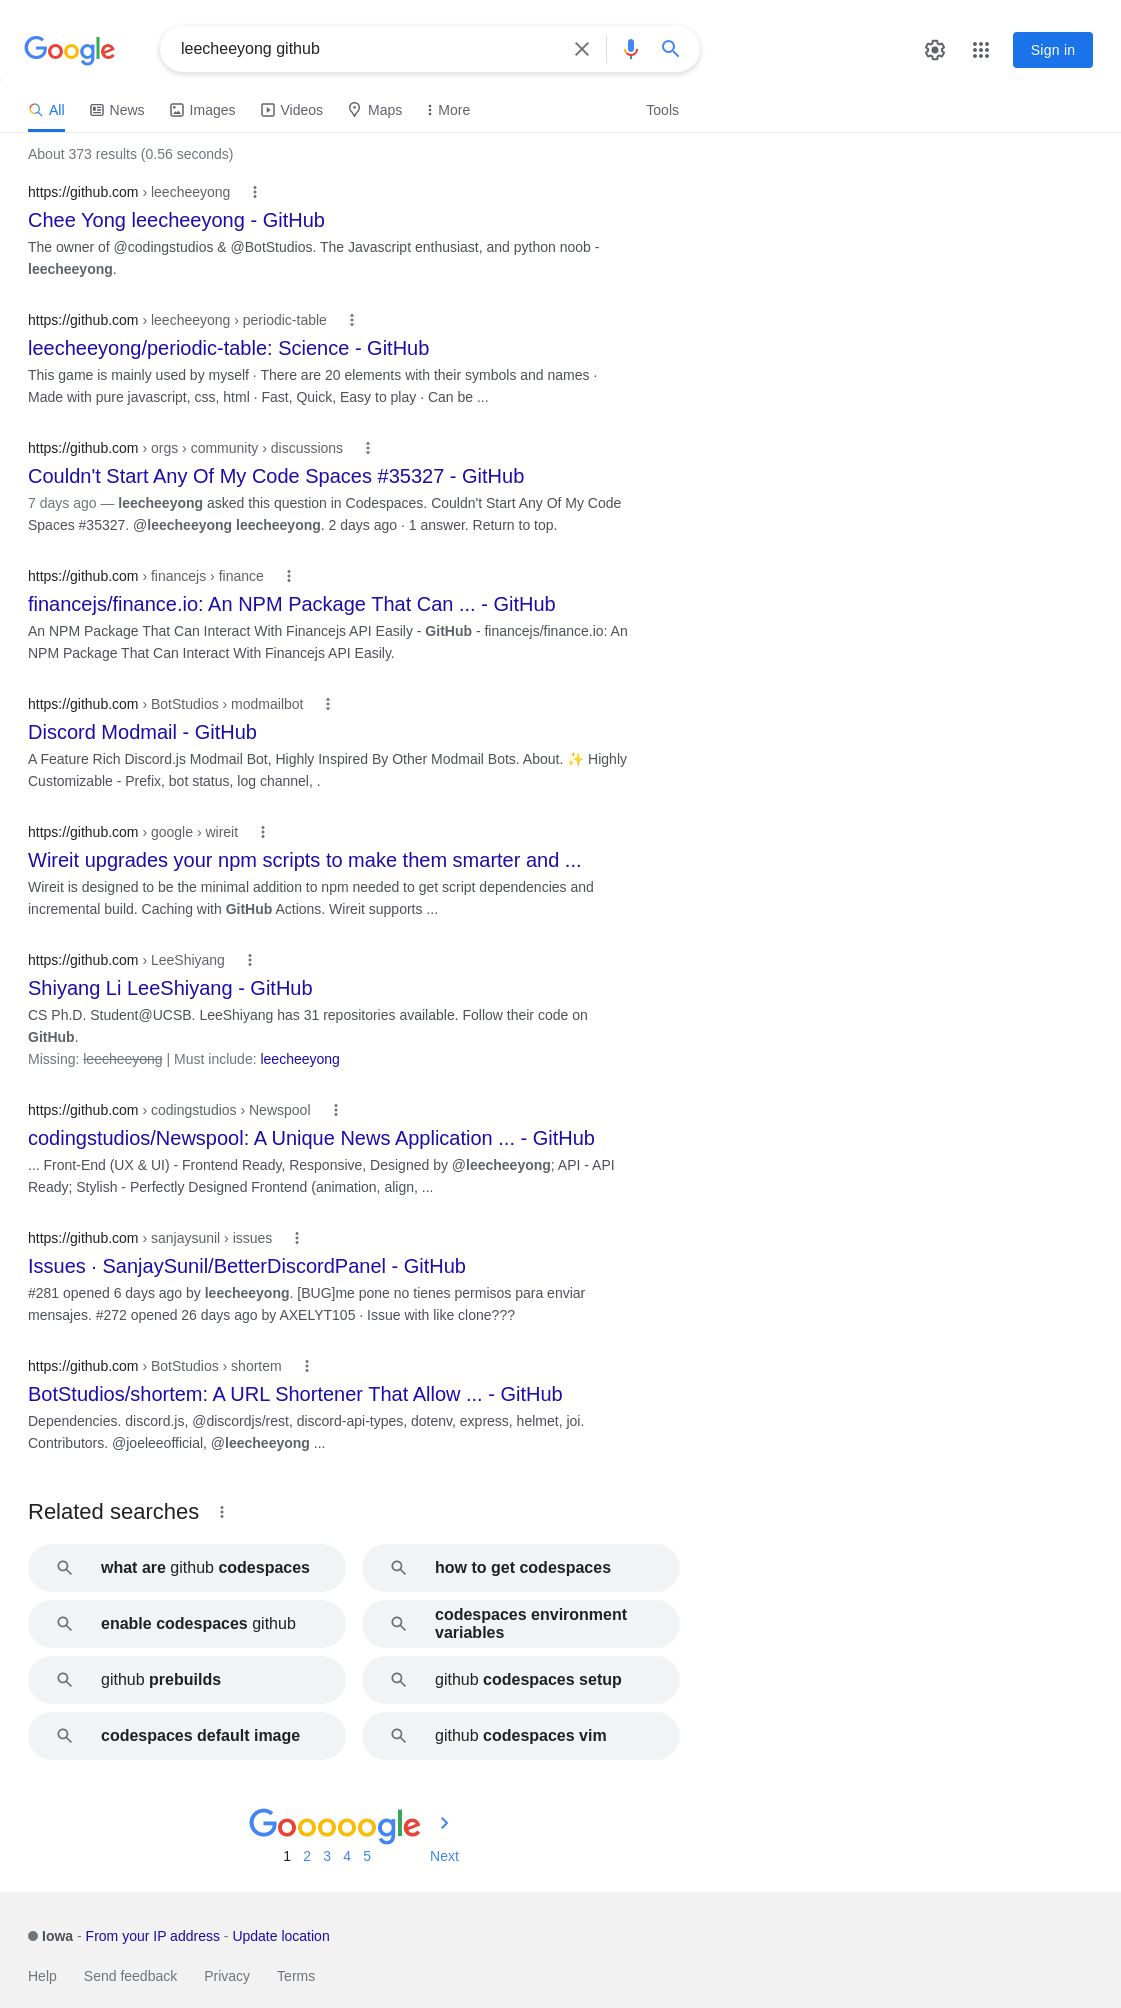 Google
leecheeyong github
Sign in
All News Images Videos Maps More Tools
About 373 results (0.56 seconds)
https://github.com › leecheeyong
Chee Yong leecheeyong - GitHub
The owner of @codingstudios & @BotStudios. The Javascript enthusiast, and python noob -
leecheeyong.
https://github.com › leecheeyong › periodic-table
leecheeyong/periodic-table: Science - GitHub
This game is mainly used by myself · There are 20 elements with their symbols and names ·
Made with pure javascript, css, html · Fast, Quick, Easy to play · Can be ...
https://github.com › orgs › community › discussions
Couldn't Start Any Of My Code Spaces #35327 - GitHub
7 days ago — leecheeyong asked this question in Codespaces. Couldn't Start Any Of My Code
Spaces #35327. @leecheeyong leecheeyong. 2 days ago · 1 answer. Return to top.
https://github.com › financejs › finance
financejs/finance.io: An NPM Package That Can ... - GitHub
An NPM Package That Can Interact With Financejs API Easily - GitHub - financejs/finance.io: An
NPM Package That Can Interact With Financejs API Easily.
https://github.com › BotStudios › modmailbot
Discord Modmail - GitHub
A Feature Rich Discord.js Modmail Bot, Highly Inspired By Other Modmail Bots. About. ✨ Highly
Customizable - Prefix, bot status, log channel, .
https://github.com › google › wireit
Wireit upgrades your npm scripts to make them smarter and ...
Wireit is designed to be the minimal addition to npm needed to get script dependencies and
incremental build. Caching with GitHub Actions. Wireit supports ...
https://github.com › LeeShiyang
Shiyang Li LeeShiyang - GitHub
CS Ph.D. Student@UCSB. LeeShiyang has 31 repositories available. Follow their code on
GitHub.
Missing: leecheeyong | Must include: leecheeyong
https://github.com › codingstudios › Newspool
codingstudios/Newspool: A Unique News Application ... - GitHub
... Front-End (UX & UI) - Frontend Ready, Responsive, Designed by @leecheeyong; API - API
Ready; Stylish - Perfectly Designed Frontend (animation, align, ...
https://github.com › sanjaysunil › issues
Issues · SanjaySunil/BetterDiscordPanel - GitHub
#281 opened 6 days ago by leecheeyong. [BUG]me pone no tienes permisos para enviar
mensajes. #272 opened 26 days ago by AXELYT105 · Issue with like clone???
https://github.com › BotStudios › shortem
BotStudios/shortem: A URL Shortener That Allow ... - GitHub
Dependencies. discord.js, @discordjs/rest, discord-api-types, dotenv, express, helmet, joi.
Contributors. @joeleeofficial, @leecheeyong ...
Related searches
what are github codespaces
how to get codespaces
enable codespaces github
codespaces environment
variables
github prebuilds
github codespaces setup
codespaces default image
github codespaces vim
Gooooogle
1 2 3 4 5 Next
Iowa - From your IP address - Update location
Help Send feedback Privacy Terms